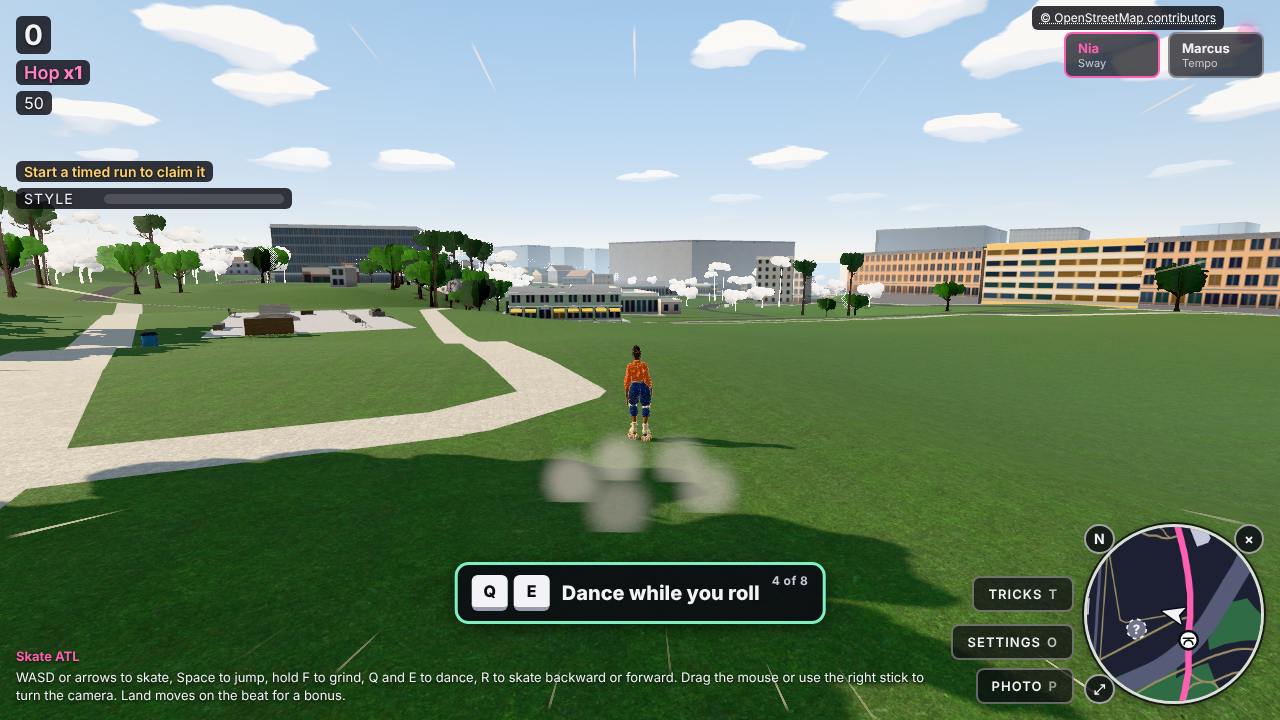 0
© OpenStreetMap contributors
Nia
Sway
Marcus
Tempo
Hop x1
50
Start a timed run to claim it
STYLE
Q E Dance while you roll 4 of 8
N ×
TRICKS T
?
SETTINGS O
PHOTO P
Skate ATL
WASD or arrows to skate, Space to jump, hold F to grind, Q and E to dance, R to skate backward or forward. Drag the mouse or use the right stick to
turn the camera. Land moves on the beat for a bonus.